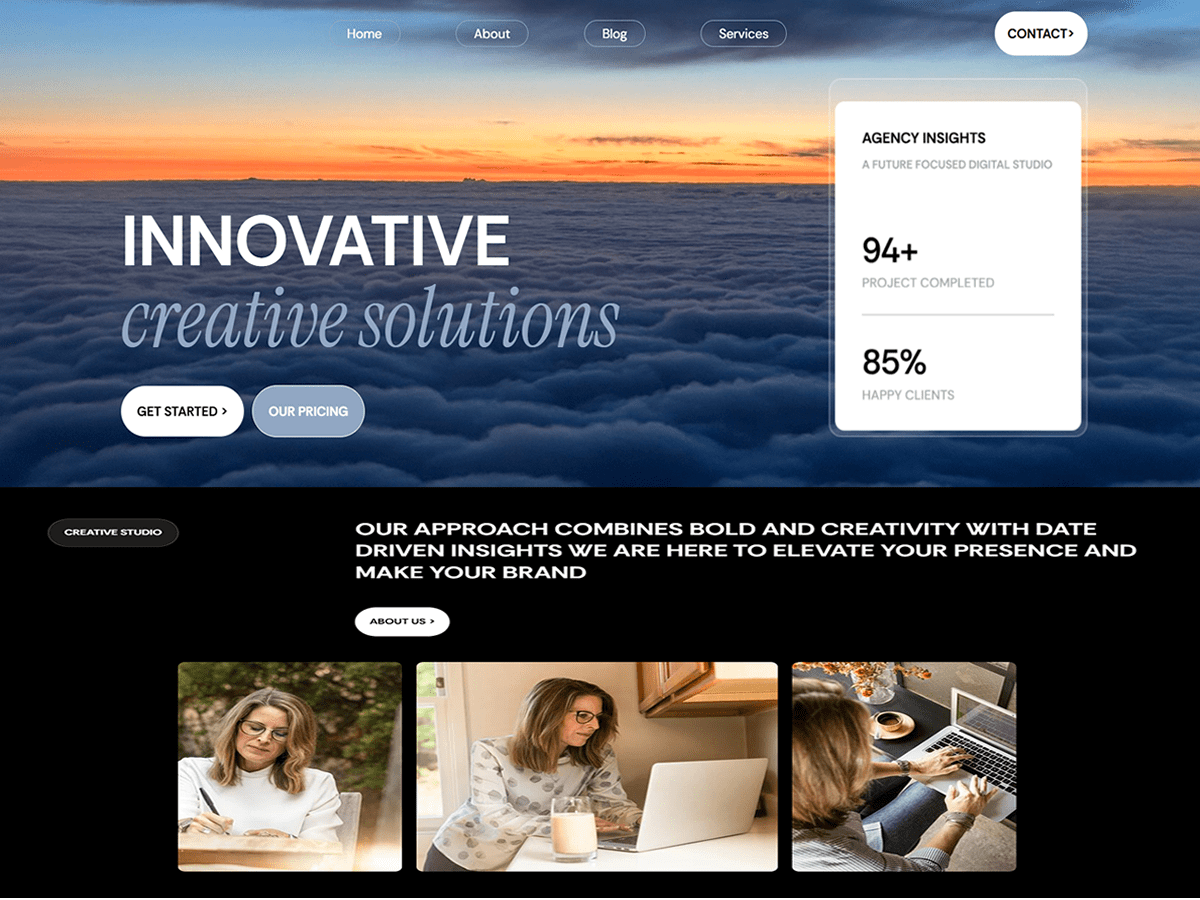 Home
About
Blog
Services
CONTACT>
AGENCY INSIGHTS
A FUTURE FOCUSED DIGITAL STUDIO
94+
PROJECT COMPLETED
85%
HAPPY CLIENTS
INNOVATIVE
creative solutions
GET STARTED >
OUR PRICING
CREATIVE STUDIO
OUR APPROACH COMBINES BOLD AND CREATIVITY WITH DATE
DRIVEN INSIGHTS WE ARE HERE TO ELEVATE YOUR PRESENCE AND
MAKE YOUR BRAND
ABOUT US >